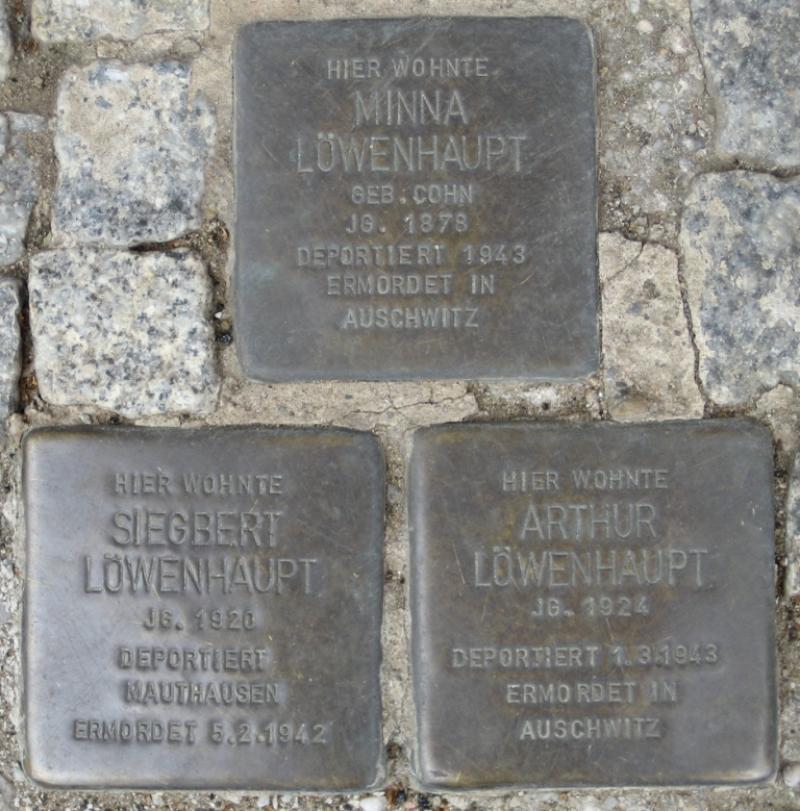 HIER WOHNTE
MINNA
LÖWENHAUPT
GEB. COHN
JG. 1878
DEPORTIERT 1943
ERMORDET IN
AUSCHWITZ
HIER WOHNTE
SIEGBERT
LÖWENHAUPT
JG. 1920
DEPORTIERT
MAUTHAUSEN
ERMORDET 5.2.1942
HIER WOHNTE
ARTHUR
LÖWENHAUPT
JG. 1924
DEPORTIERT 1.3.1943
ERMORDET IN
AUSCHWITZ